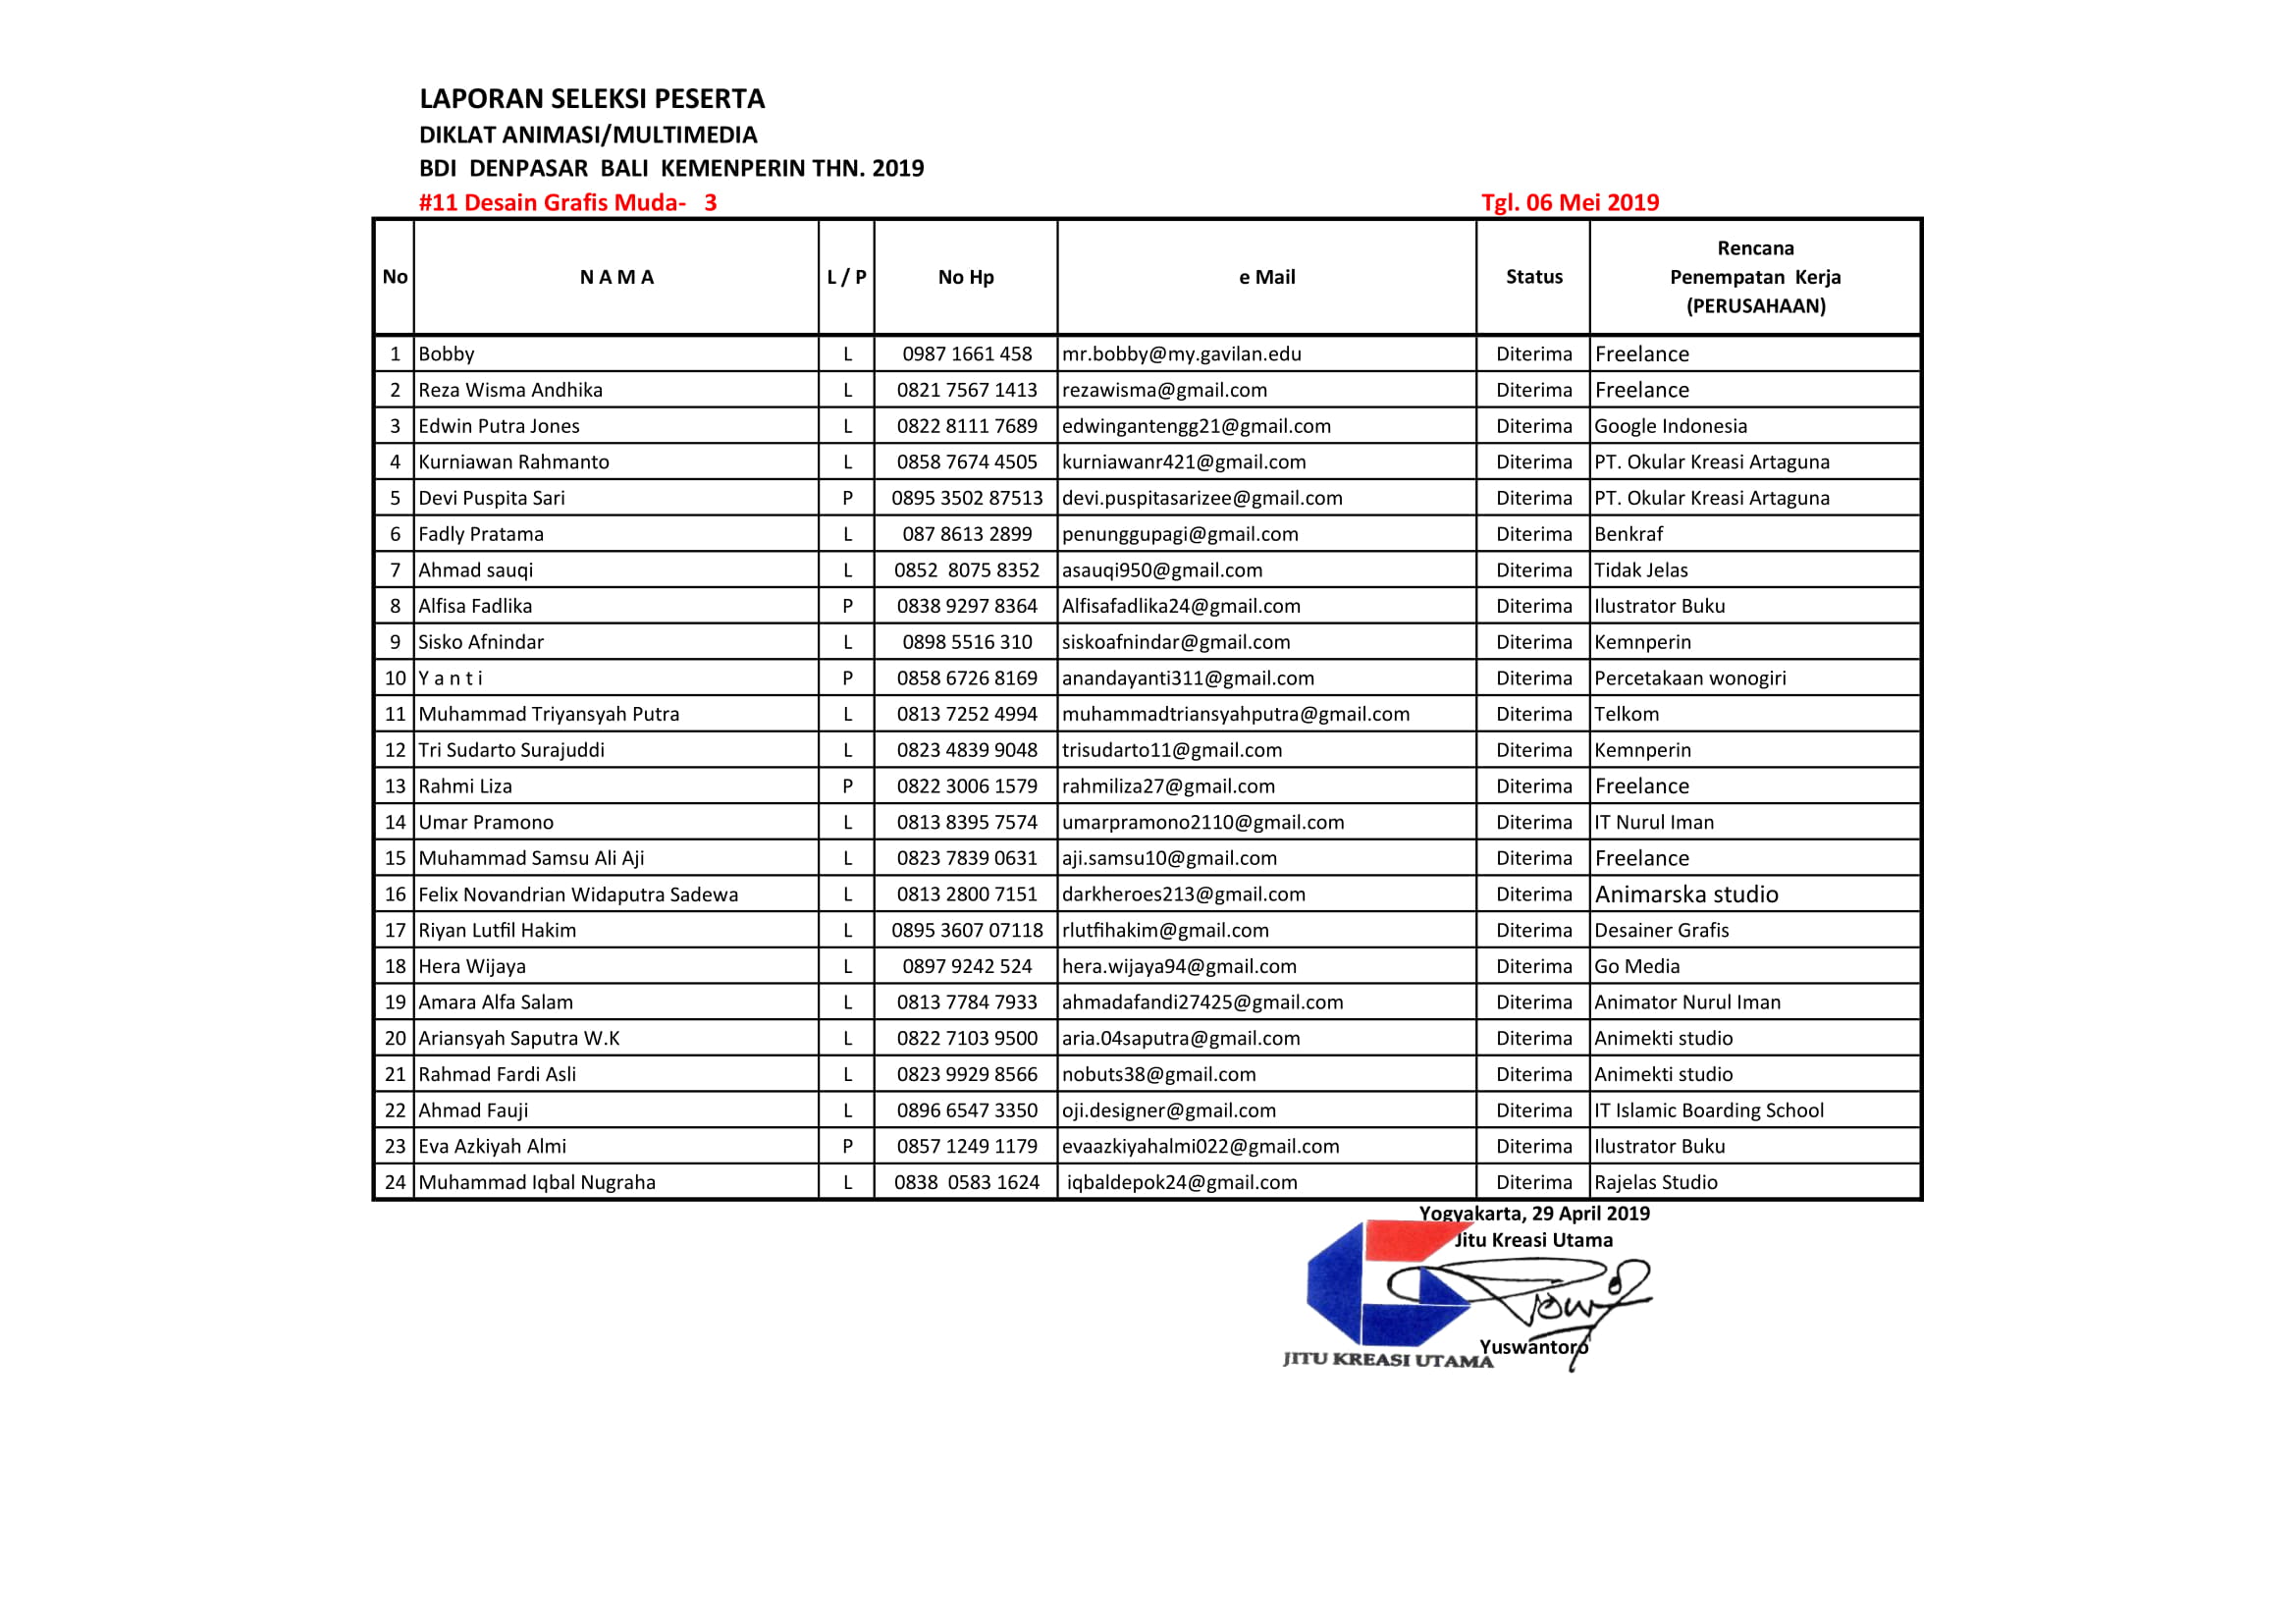 LAPORAN SELEKSI PESERTA
DIKLAT ANIMASI/MULTIMEDIA
BDI DENPASAR BALI KEMENPERIN THN. 2019
#11 Desain Grafis Muda- 3 Tgl. 06 Mei 2019
No N A M A L / P No Hp e Mail Status Rencana Penempatan Kerja (PERUSAHAAN)
1 Bobby L 0987 1661 458 mr.bobby@my.gavilan.edu Diterima Freelance
2 Reza Wisma Andhika L 0821 7567 1413 rezawisma@gmail.com Diterima Freelance
3 Edwin Putra Jones L 0822 8111 7689 edwingantengg21@gmail.com Diterima Google Indonesia
4 Kurniawan Rahmanto L 0858 7674 4505 kurniawanr421@gmail.com Diterima PT. Okular Kreasi Artaguna
5 Devi Puspita Sari P 0895 3502 87513 devi.puspitasarizee@gmail.com Diterima PT. Okular Kreasi Artaguna
6 Fadly Pratama L 087 8613 2899 penunggupagi@gmail.com Diterima Benkraf
7 Ahmad sauqi L 0852 8075 8352 asauqi950@gmail.com Diterima Tidak Jelas
8 Alfisa Fadlika P 0838 9297 8364 Alfisafadlika24@gmail.com Diterima Ilustrator Buku
9 Sisko Afnindar L 0898 5516 310 siskoafnindar@gmail.com Diterima Kemnperin
10 Y a n t i P 0858 6726 8169 anandayanti311@gmail.com Diterima Percetakaan wonogiri
11 Muhammad Triyansyah Putra L 0813 7252 4994 muhammadtriansyahputra@gmail.com Diterima Telkom
12 Tri Sudarto Surajuddi L 0823 4839 9048 trisudarto11@gmail.com Diterima Kemnperin
13 Rahmi Liza P 0822 3006 1579 rahmiliza27@gmail.com Diterima Freelance
14 Umar Pramono L 0813 8395 7574 umarpramono2110@gmail.com Diterima IT Nurul Iman
15 Muhammad Samsu Ali Aji L 0823 7839 0631 aji.samsu10@gmail.com Diterima Freelance
16 Felix Novandrian Widaputra Sadewa L 0813 2800 7151 darkheroes213@gmail.com Diterima Animarska studio
17 Riyan Lutfil Hakim L 0895 3607 07118 rlutfihakim@gmail.com Diterima Desainer Grafis
18 Hera Wijaya L 0897 9242 524 hera.wijaya94@gmail.com Diterima Go Media
19 Amara Alfa Salam L 0813 7784 7933 ahmadafandi27425@gmail.com Diterima Animator Nurul Iman
20 Ariansyah Saputra W.K L 0822 7103 9500 aria.04saputra@gmail.com Diterima Animekti studio
21 Rahmad Fardi Asli L 0823 9929 8566 nobuts38@gmail.com Diterima Animekti studio
22 Ahmad Fauji L 0896 6547 3350 oji.designer@gmail.com Diterima IT Islamic Boarding School
23 Eva Azkiyah Almi P 0857 1249 1179 evaazkiyahalmi022@gmail.com Diterima Ilustrator Buku
24 Muhammad Iqbal Nugraha L 0838 0583 1624 iqbaldepok24@gmail.com Diterima Rajelas Studio
Yogyakarta, 29 April 2019
Jitu Kreasi Utama
Yuswantoro
JITU KREASI UTAMA